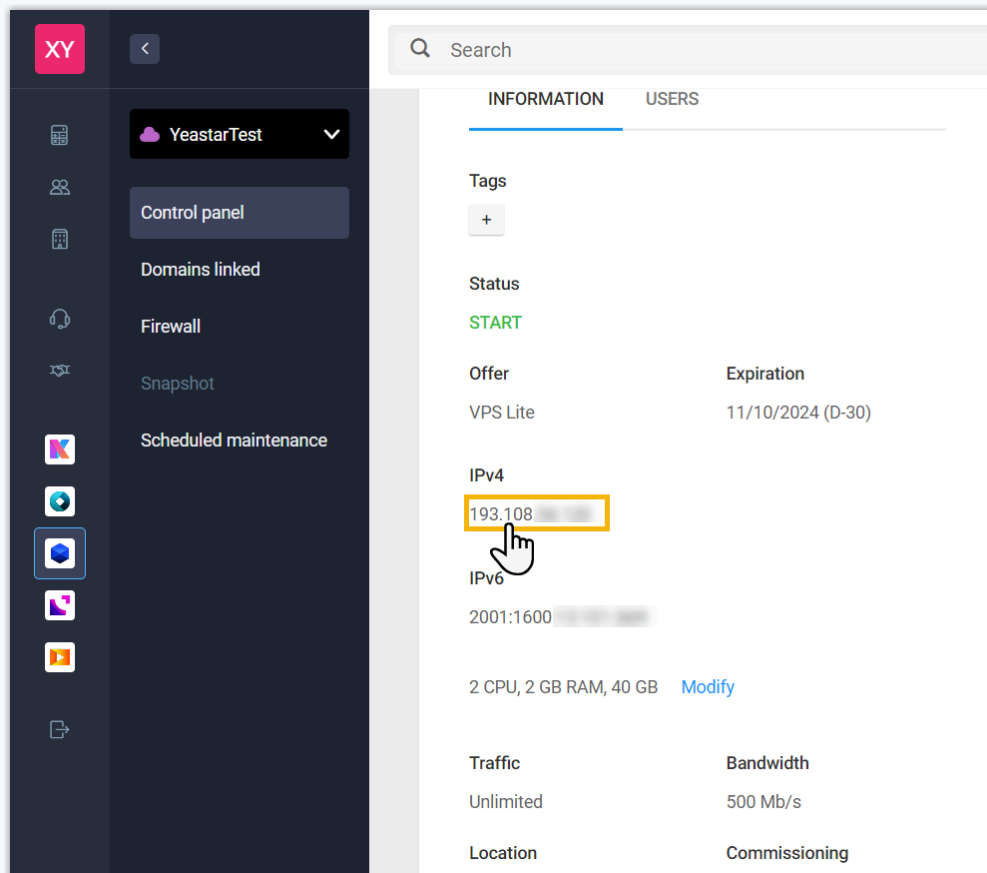 XY
Search
YeastarTest
Control panel
Domains linked
Firewall
Snapshot
Scheduled maintenance
INFORMATION USERS
Tags
+
Status
START
Offer Expiration
VPS Lite 11/10/2024 (D-30)
IPv4
193.108
IPv6
2001:1600
2 CPU, 2 GB RAM, 40 GB Modify
Traffic Bandwidth
Unlimited 500 Mb/s
Location Commissioning